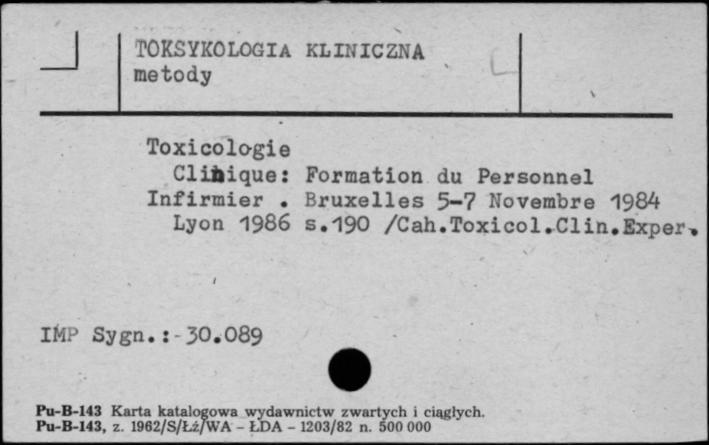 TOKSYKOLOGIA KLINICZNA
metody
Toxicologie
Clinique: Formation du Personnel
Infirmier . Bruxelles 5-7 Novembre 1984
Lyon 1986 s.190 /Cah.Toxicol.Clin.Exper.
IMP Sygn.:-30.089
Pu-B-143 Karta katalogowa wydawnictw zwartych i ciągłych.
Pu-B-143, z. 1962/S/Łż/WA - ŁDA - 1203/82 n. 500 000